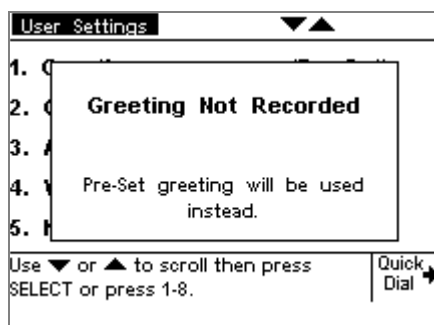 User Settings ▼▲
1.
Greeting Not Recorded
2.
3.
Pre-Set greeting will be used
4.
instead.
5.
Use ▼ or ▲ to scroll then press
SELECT or press 1-8.
Quick
Dial